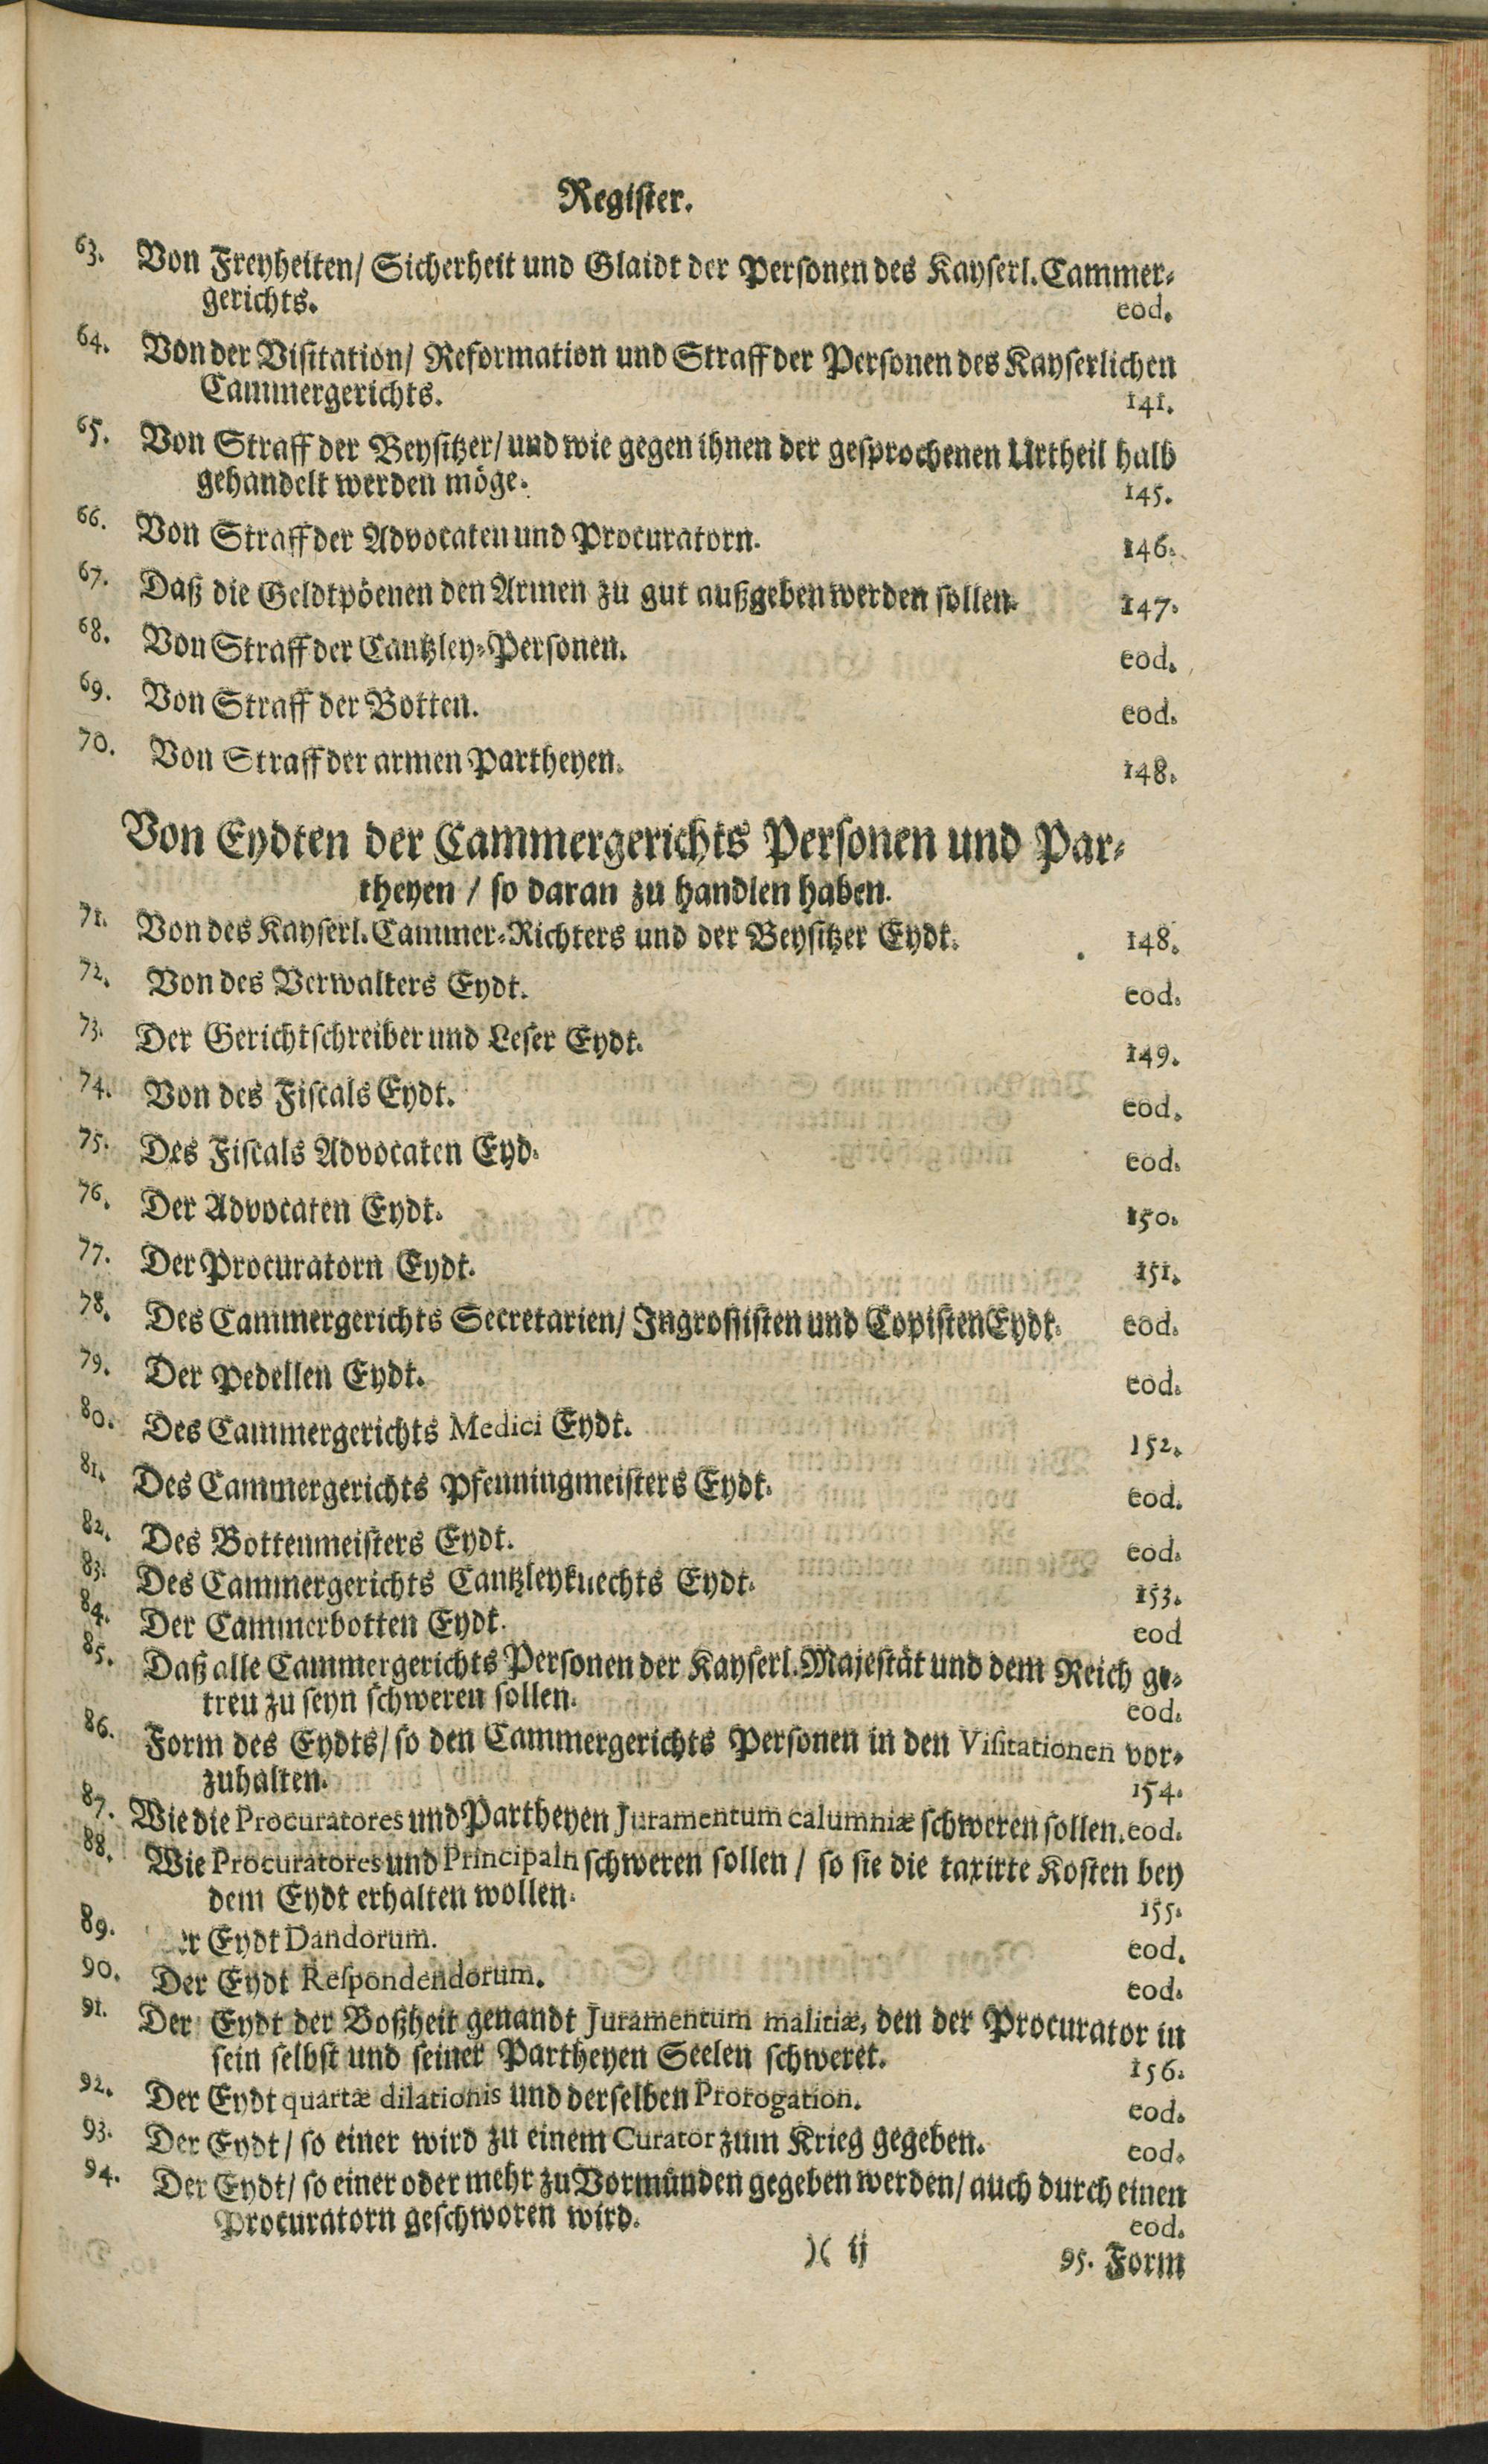 Register.
63. Von Freyheiten/ Sicherheit und Glaidt der Personen des Kayserl. Cammer-
gerichts. eod.
64. Von der Visitation/ Reformation und Straff der Personen des Kayserlichen
Cammergerichts. 141.
65. Von Straff der Beysitzer/ und wie gegen ihnen der gesprochenen Urtheil halb
gehandelt werden möge. 145.
66. Von Straff der Advocaten und Procuratorn. 146.
67. Daß die Geldtpöenen den Armen zu gut außgeben werden sollen. 147.
68. Von Straff der Cantzley-Personen. eod.
69. Von Straff der Botten. eod.
70. Von Straff der armen Partheyen. 148.
Von Eydten der Cammergerichts Personen und Par-
theyen / so daran zu handlen haben.
71. Von des Kayserl. Cammer-Richters und der Beysitzer Eydt. 148.
72. Von des Verwalters Eydt. eod.
73. Der Gerichtschreiber und Leser Eydt. 149.
74. Von des Fiscals Eydt. eod.
75. Des Fiscals Advocaten Eyd. eod.
76. Der Advocaten Eydt. 150.
77. Der Procuratorn Eydt. 151.
78. Des Cammergerichts Secretarien/ Ingrossisten und Copisten Eydt. eod.
79. Der Pedellen Eydt. eod.
80. Des Cammergerichts Medici Eydt. 152.
81. Des Cammergerichts Pfenningmeisters Eydt. eod.
82. Des Bottenmeisters Eydt. eod.
83. Des Cammergerichts Cantzleyknechts Eydt. 153.
84. Der Cammerbotten Eydt. eod
85. Daß alle Cammergerichts Personen der Kayserl. Majestät und dem Reich ge-
treu zu seyn schweren sollen. eod.
86. Form des Eydts/ so den Cammergerichts Personen in den Visitationen vor-
zuhalten. 154.
87. Wie die Procuratores und Partheyen Juramentum calumniæ schweren sollen. eod.
88. Wie Procuratores und Principaln schweren sollen / so sie die taxirte Kosten bey
dem Eydt erhalten wollen. 155.
89. er Eydt Dandorum. eod.
90. Der Eydt Respondendorum. eod.
91. Der Eydt der Boßheit genandt Juramentum malitiæ, den der Procurator in
sein selbst und seiner Partheyen Seelen schweret. 156.
92. Der Eydt quartæ dilationis und derselben Prorogation. eod.
93. Der Eydt / so einer wird zu einem Curator zum Krieg gegeben. eod.
94. Der Eydt/ so einer oder mehr zu Vormünden gegeben werden/ auch durch einen
Procuratorn geschworen wird. eod.
)( ij 95. Form